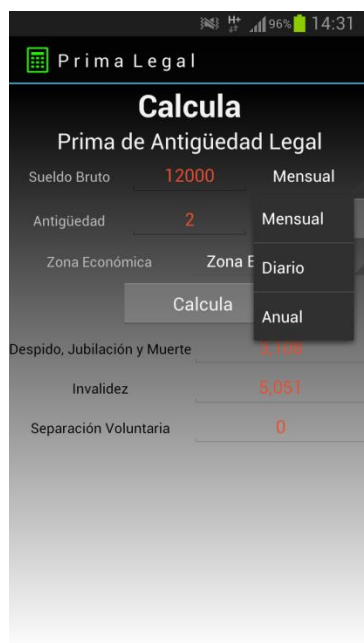 H+ 96% 14:31
Prima Legal
Calcula
Prima de Antigüedad Legal
Sueldo Bruto 12000 Mensual
Antigüedad 2 Mensual
Zona Económica Zona E Diario
Calcula Anual
Despido, Jubilación y Muerte
Invalidez 5,051
Separación Voluntaria 0